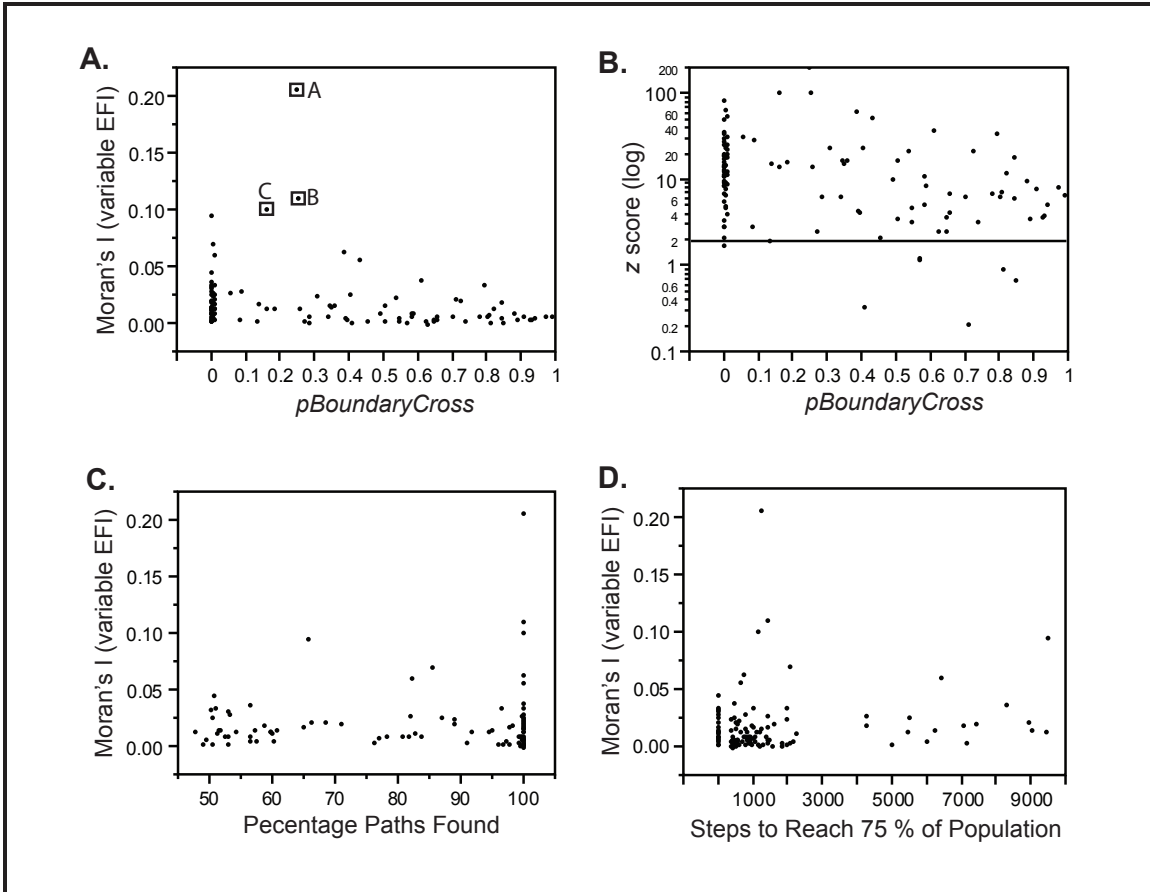 A.
Moran's I (variable EFI)
0.20
0.15
0.10
0.05
0.00
A
B
C
0 0.1 0.2 0.3 0.4 0.5 0.6 0.7 0.8 0.9 1
pBoundaryCross
B.
z score (log)
200
100
60
40
20
10
6
4
2
1
0.6
0.4
0.2
0.1
0 0.1 0.2 0.3 0.4 0.5 0.6 0.7 0.8 0.9 1
pBoundaryCross
C.
Moran's I (variable EFI)
0.20
0.15
0.10
0.05
0.00
50 60 70 80 90 100
Pecentage Paths Found
D.
Moran's I (variable EFI)
0.20
0.15
0.10
0.05
0.00
1000 3000 5000 7000 9000
Steps to Reach 75 % of Population